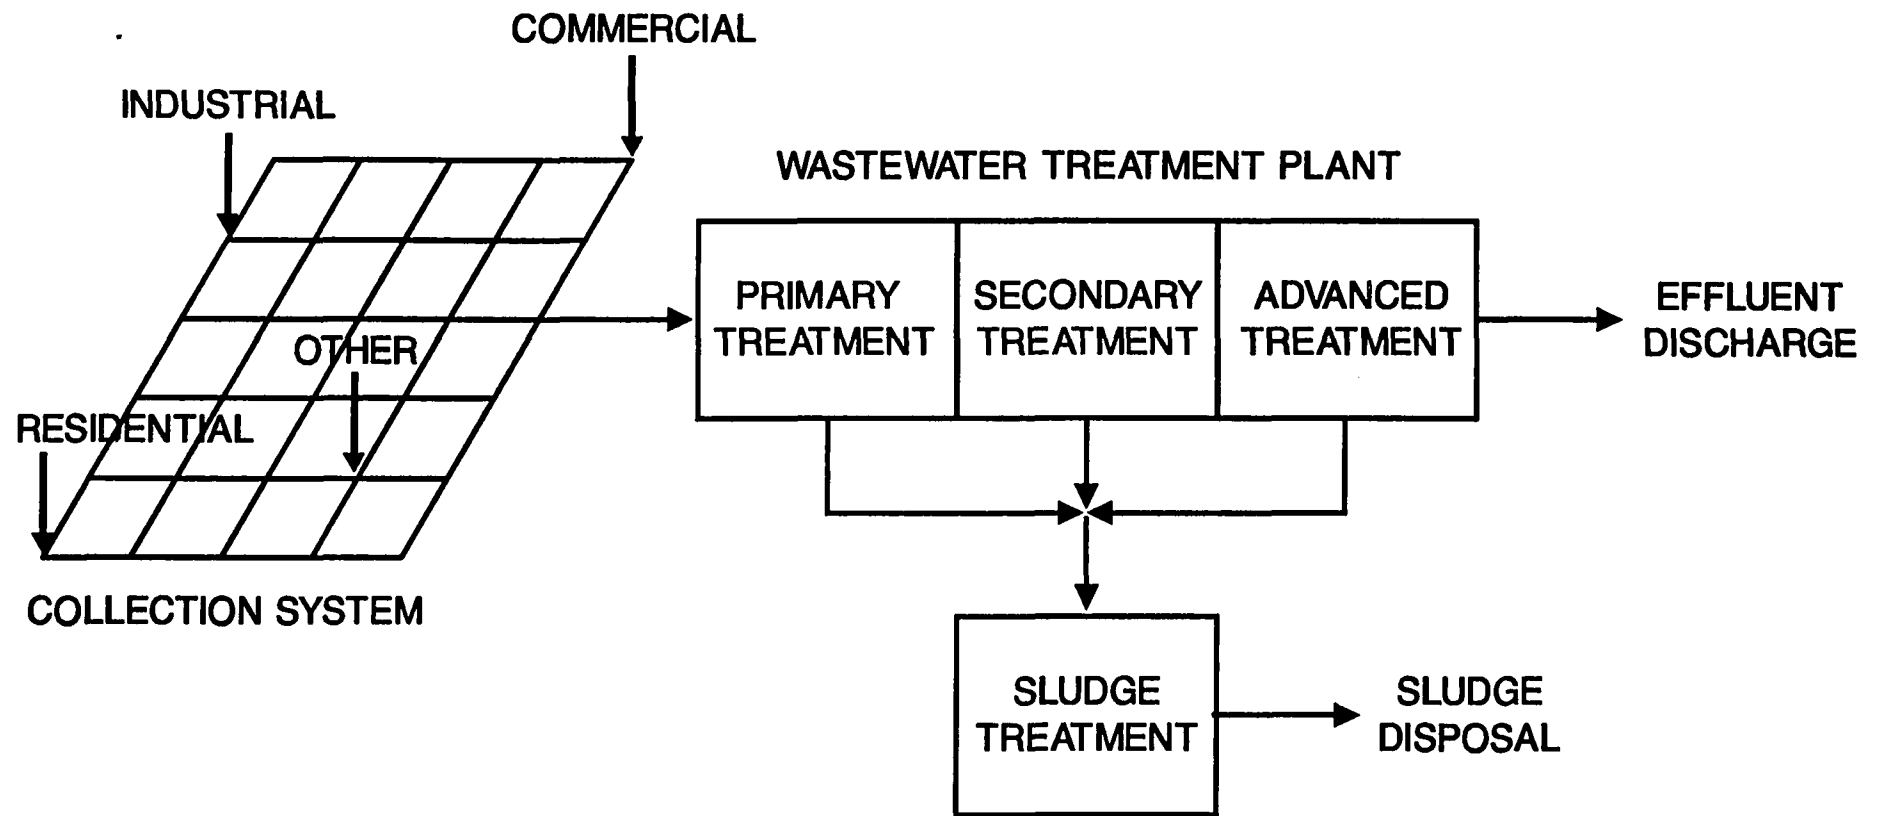 COMMERCIAL
INDUSTRIAL
WASTEWATER TREATMENT PLANT
PRIMARY
TREATMENT
SECONDARY
TREATMENT
ADVANCED
TREATMENT
EFFLUENT
DISCHARGE
OTHER
RESIDENTIAL
COLLECTION SYSTEM
SLUDGE
TREATMENT
SLUDGE
DISPOSAL